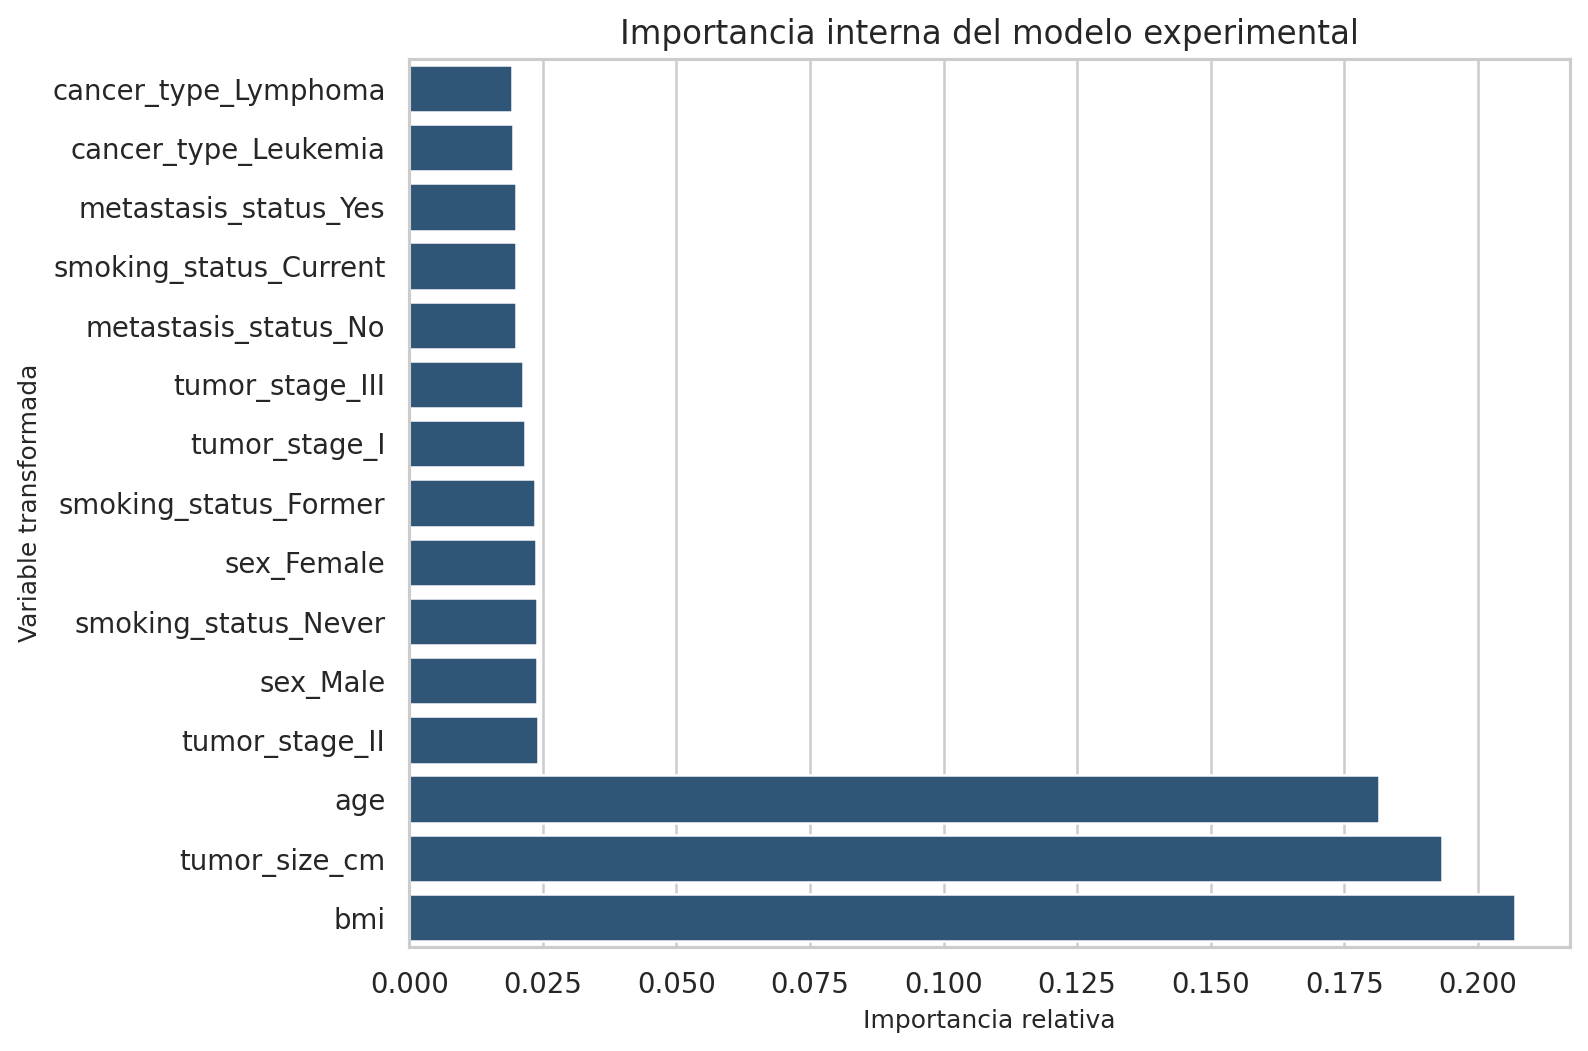 Importancia interna del modelo experimental
cancer_type_Lymphoma
cancer_type_Leukemia
metastasis_status_Yes
smoking_status_Current
metastasis_status_No
tumor_stage_III
tumor_stage_I
smoking_status_Former
sex_Female
smoking_status_Never
sex_Male
tumor_stage_II
age
tumor_size_cm
bmi
Variable transformada
0.000 0.025 0.050 0.075 0.100 0.125 0.150 0.175 0.200
Importancia relativa